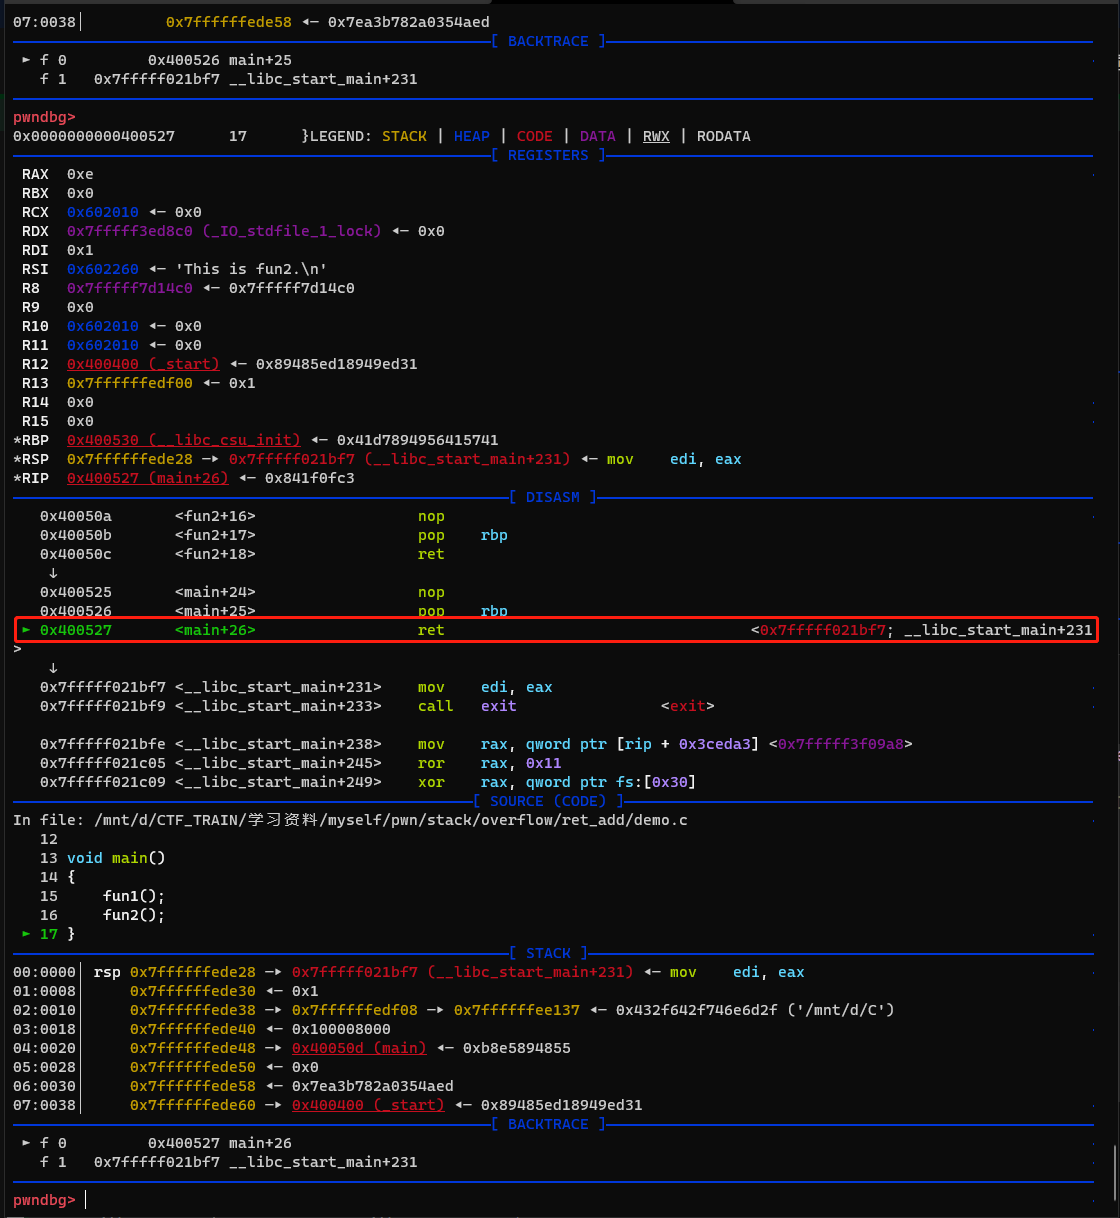 07:0038│ 0x7ffffffede58 ◂— 0x7ea3b782a0354aed
[ BACKTRACE ]
► f 0 0x400526 main+25
f 1 0x7fffff021bf7 __libc_start_main+231
pwndbg>
0x0000000000400527 17 }LEGEND: STACK | HEAP | CODE | DATA | RWX | RODATA
[ REGISTERS ]
RAX 0xe
RBX 0x0
RCX 0x602010 ◂— 0x0
RDX 0x7fffff3ed8c0 (_IO_stdfile_1_lock) ◂— 0x0
RDI 0x1
RSI 0x602260 ◂— 'This is fun2.\n'
R8 0x7fffff7d14c0 ◂— 0x7fffff7d14c0
R9 0x0
R10 0x602010 ◂— 0x0
R11 0x602010 ◂— 0x0
R12 0x400400 (_start) ◂— 0x89485ed18949ed31
R13 0x7ffffffedf00 ◂— 0x1
R14 0x0
R15 0x0
*RBP 0x400530 (__libc_csu_init) ◂— 0x41d7894956415741
*RSP 0x7ffffffede28 —▸ 0x7fffff021bf7 (__libc_start_main+231) ◂— mov edi, eax
*RIP 0x400527 (main+26) ◂— 0x841f0fc3
[ DISASM ]
0x40050a <fun2+16> nop
0x40050b <fun2+17> pop rbp
0x40050c <fun2+18> ret
↓
0x400525 <main+24> nop
0x400526 <main+25> pop rbp
► 0x400527 <main+26> ret <0x7fffff021bf7; __libc_start_main+231
>
↓
0x7fffff021bf7 <__libc_start_main+231> mov edi, eax
0x7fffff021bf9 <__libc_start_main+233> call exit <exit>
0x7fffff021bfe <__libc_start_main+238> mov rax, qword ptr [rip + 0x3ceda3] <0x7fffff3f09a8>
0x7fffff021c05 <__libc_start_main+245> ror rax, 0x11
0x7fffff021c09 <__libc_start_main+249> xor rax, qword ptr fs:[0x30]
[ SOURCE (CODE) ]
In file: /mnt/d/CTF_TRAIN/学习资料/myself/pwn/stack/overflow/ret_add/demo.c
12
13 void main()
14 {
15 fun1();
16 fun2();
► 17 }
[ STACK ]
00:0000│ rsp 0x7ffffffede28 —▸ 0x7fffff021bf7 (__libc_start_main+231) ◂— mov edi, eax
01:0008│ 0x7ffffffede30 ◂— 0x1
02:0010│ 0x7ffffffede38 —▸ 0x7ffffffedf08 —▸ 0x7ffffffee137 ◂— 0x432f642f746e6d2f ('/mnt/d/C')
03:0018│ 0x7ffffffede40 ◂— 0x100008000
04:0020│ 0x7ffffffede48 —▸ 0x40050d (main) ◂— 0xb8e5894855
05:0028│ 0x7ffffffede50 ◂— 0x0
06:0030│ 0x7ffffffede58 ◂— 0x7ea3b782a0354aed
07:0038│ 0x7ffffffede60 —▸ 0x400400 (_start) ◂— 0x89485ed18949ed31
[ BACKTRACE ]
► f 0 0x400527 main+26
f 1 0x7fffff021bf7 __libc_start_main+231
pwndbg>